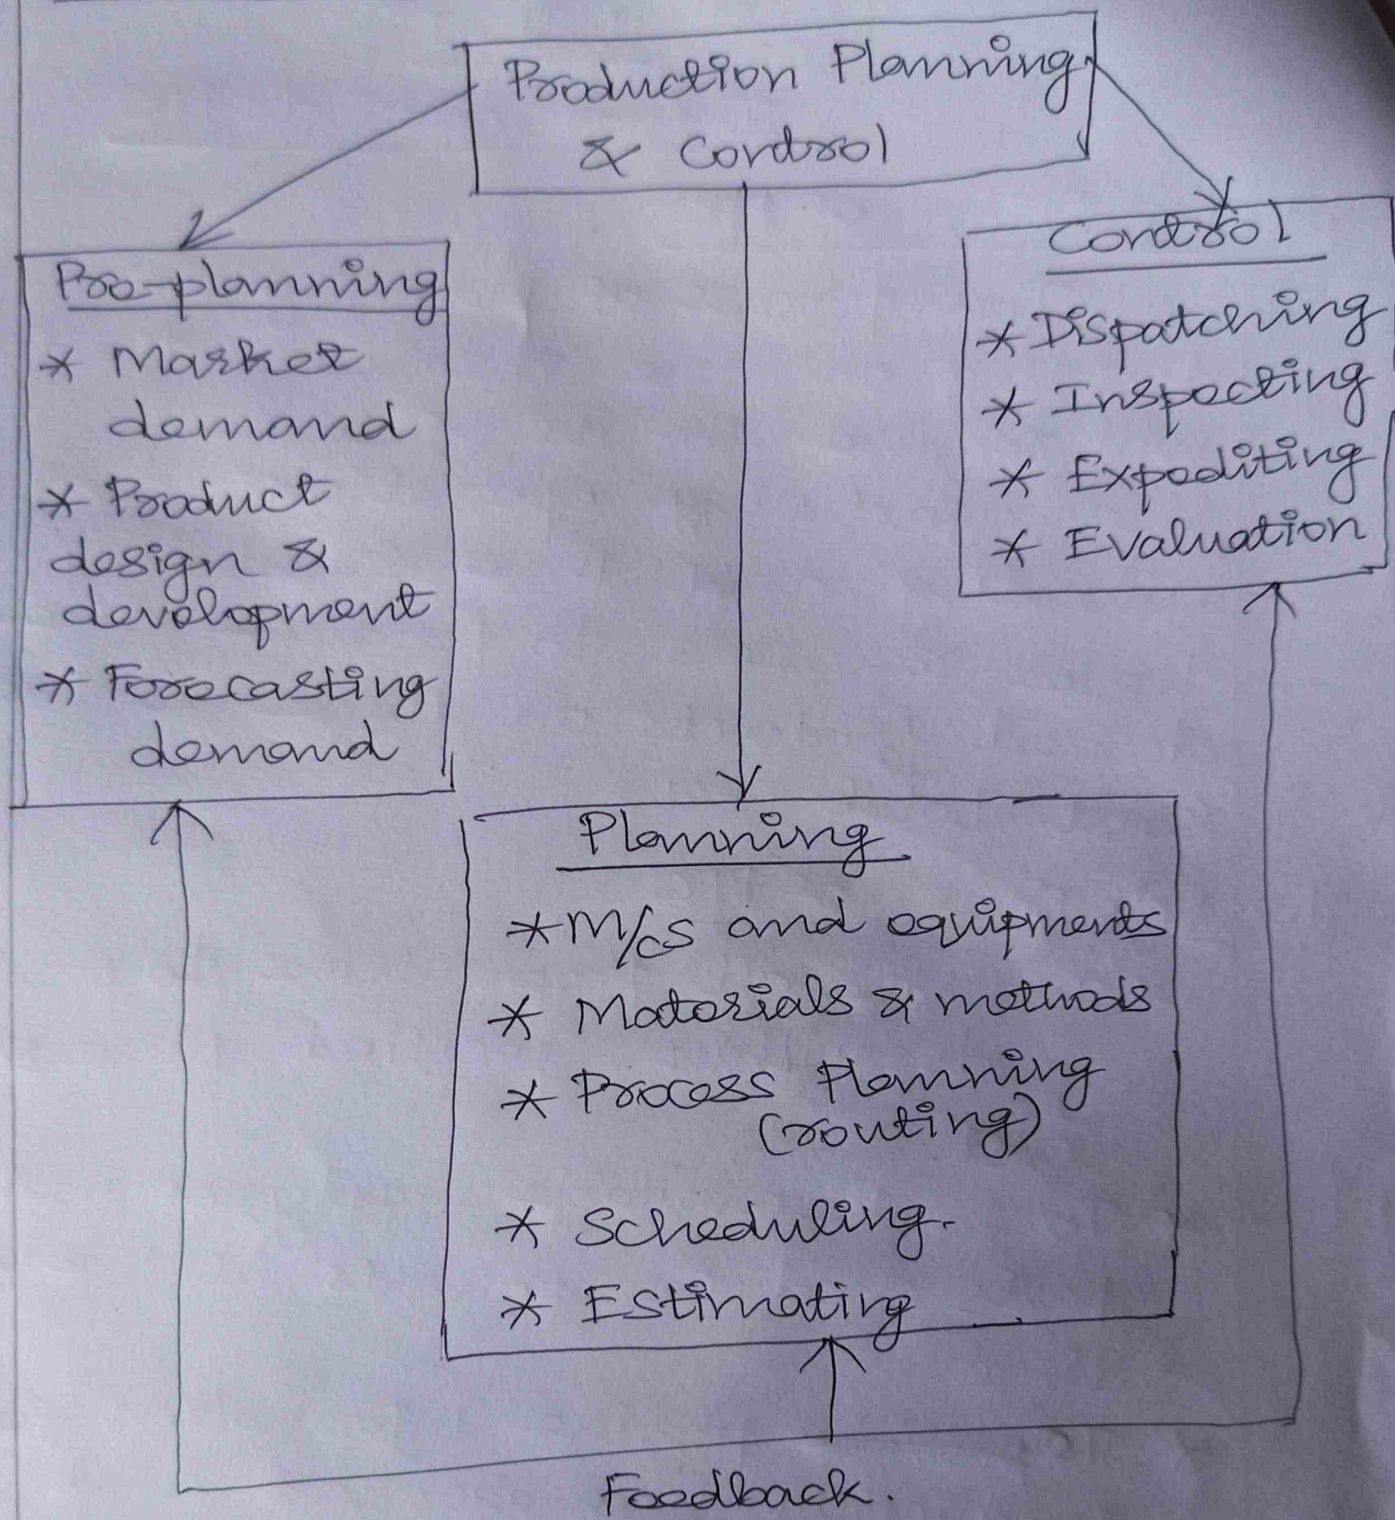 Production Planning
& Control
Pre-planning
* Market
demand
* Product
design &
development
* Forecasting
demand
Control
* Dispatching
* Inspecting
* Expediting
* Evaluation
Planning
* M/cs and equipments
* Materials & methods
* Process Planning
(routing)
* Scheduling.
* Estimating
Feedback.